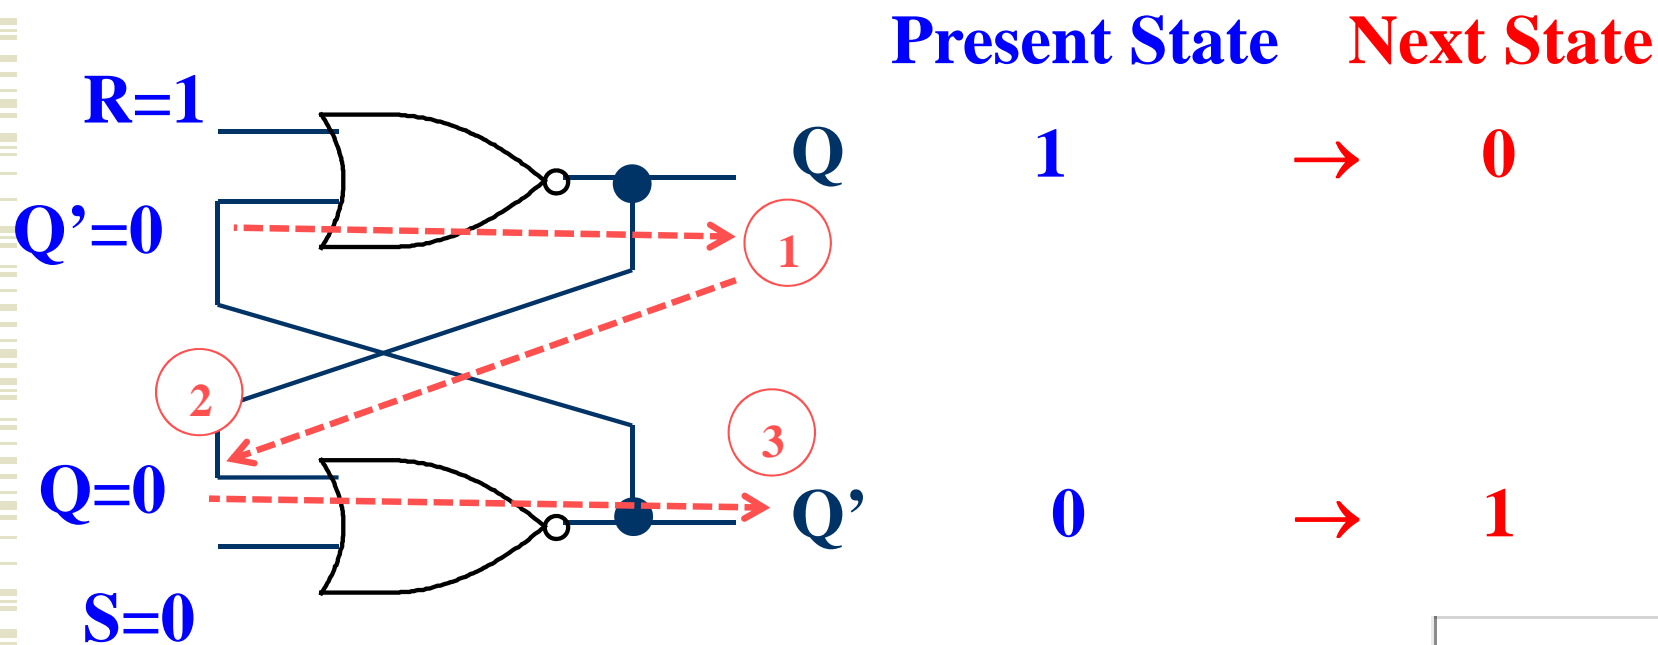 Present State Next State
R=1
Q 1 → 0
Q’=0
1
2
3
Q=0
Q’ 0 → 1
S=0